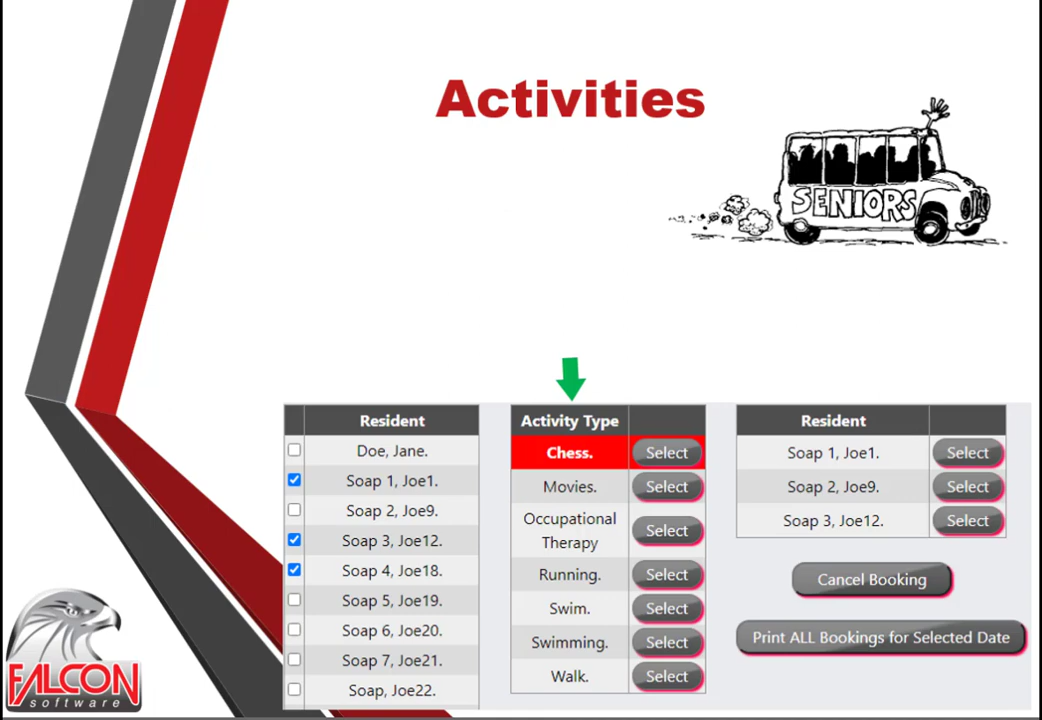 Activities
SENIORS
Resident
Doe, Jane.
Soap 1, Joe1.
Soap 2, Joe9.
Soap 3, Joe12.
Soap 4, Joe18.
Soap 5, Joe19.
Soap 6, Joe20.
Soap 7, Joe21.
Soap, Joe22.
Activity Type
Chess. Select
Movies. Select
Occupational
Therapy Select
Running. Select
Swim. Select
Swimming. Select
Walk. Select
Resident
Soap 1, Joe1. Select
Soap 2, Joe9. Select
Soap 3, Joe12. Select
Cancel Booking
Print ALL Bookings for Selected Date
FALCON
software